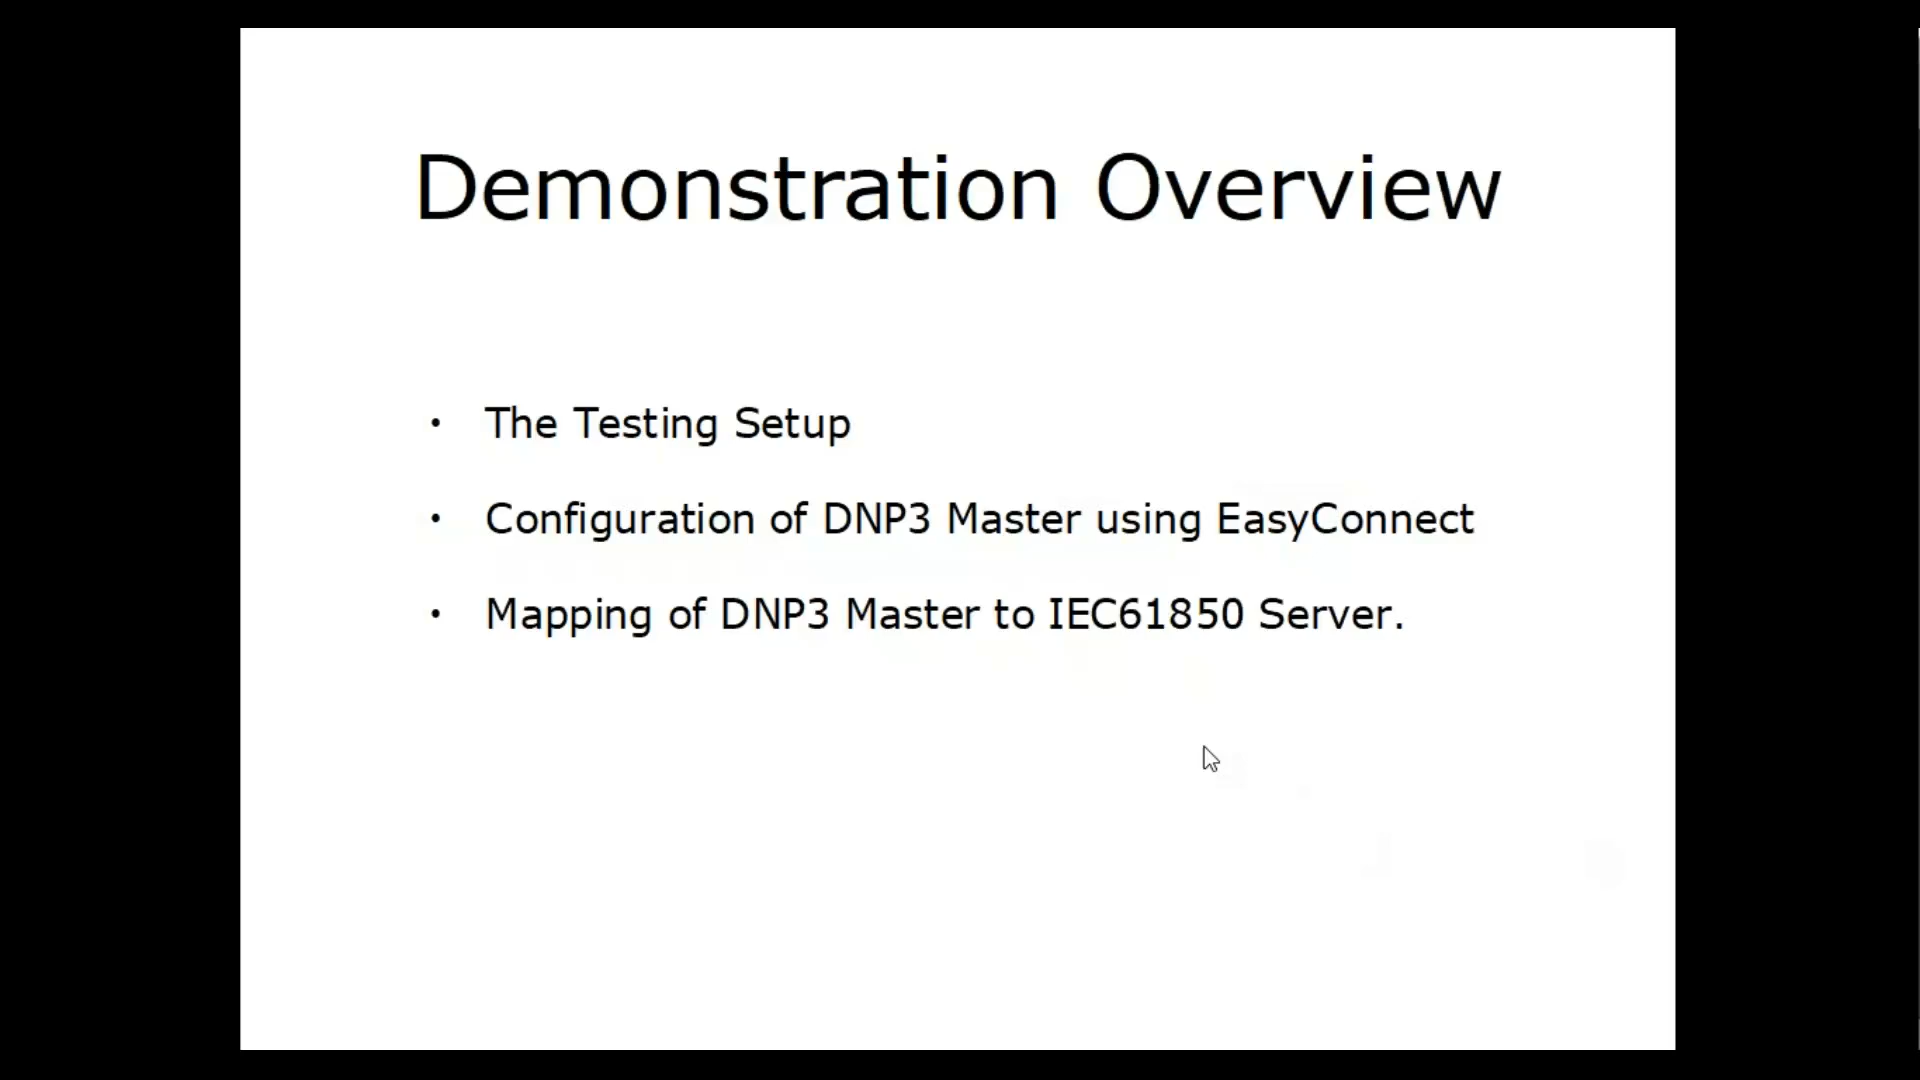 Demonstration Overview
• The Testing Setup
• Configuration of DNP3 Master using EasyConnect
• Mapping of DNP3 Master to IEC61850 Server.